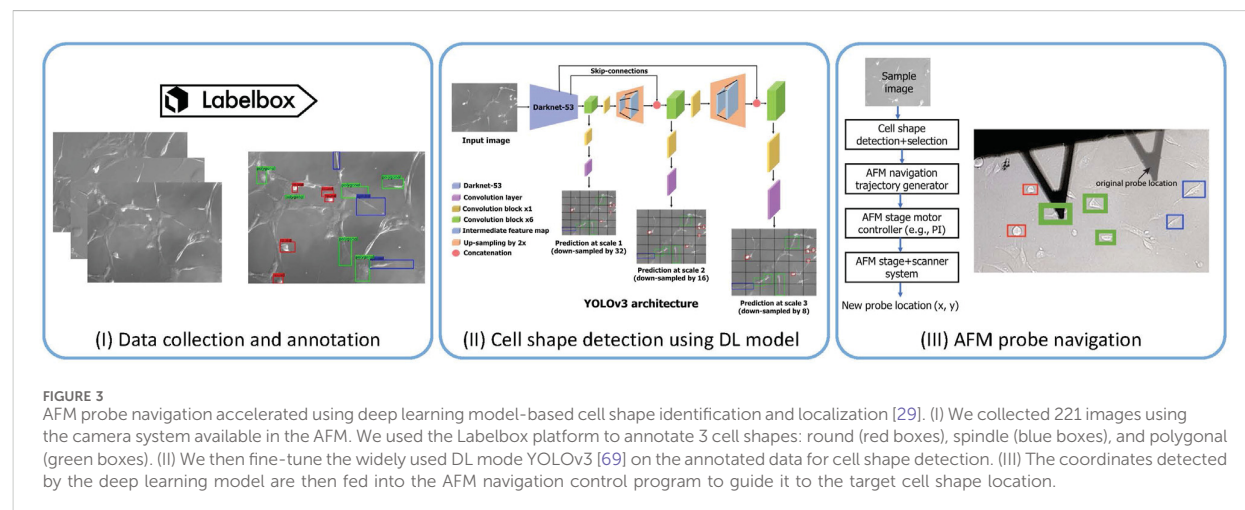 Labelbox
(I) Data collection and annotation
Skip-connections
Darknet-53
Input image
Darknet-53
Convolution layer
Convolution block x1
Convolution block x6
Intermediate feature map
Up-sampling by 2x
Concatenation
Prediction at scale 1
(down-sampled by 32)
Prediction at scale 2
(down-sampled by 16)
Prediction at scale 3
(down-sampled by 8)
YOLOv3 architecture
(II) Cell shape detection using DL model
Sample
image
Cell shape
detection+selection
AFM navigation
trajectory generator
AFM stage motor
controller (e.g., PI)
AFM stage+scanner
system
New probe location (x, y)
original probe location
(III) AFM probe navigation
FIGURE 3
AFM probe navigation accelerated using deep learning model-based cell shape identification and localization [29]. (I) We collected 221 images using
the camera system available in the AFM. We used the Labelbox platform to annotate 3 cell shapes: round (red boxes), spindle (blue boxes), and polygonal
(green boxes). (II) We then fine-tune the widely used DL mode YOLOv3 [69] on the annotated data for cell shape detection. (III) The coordinates detected
by the deep learning model are then fed into the AFM navigation control program to guide it to the target cell shape location.